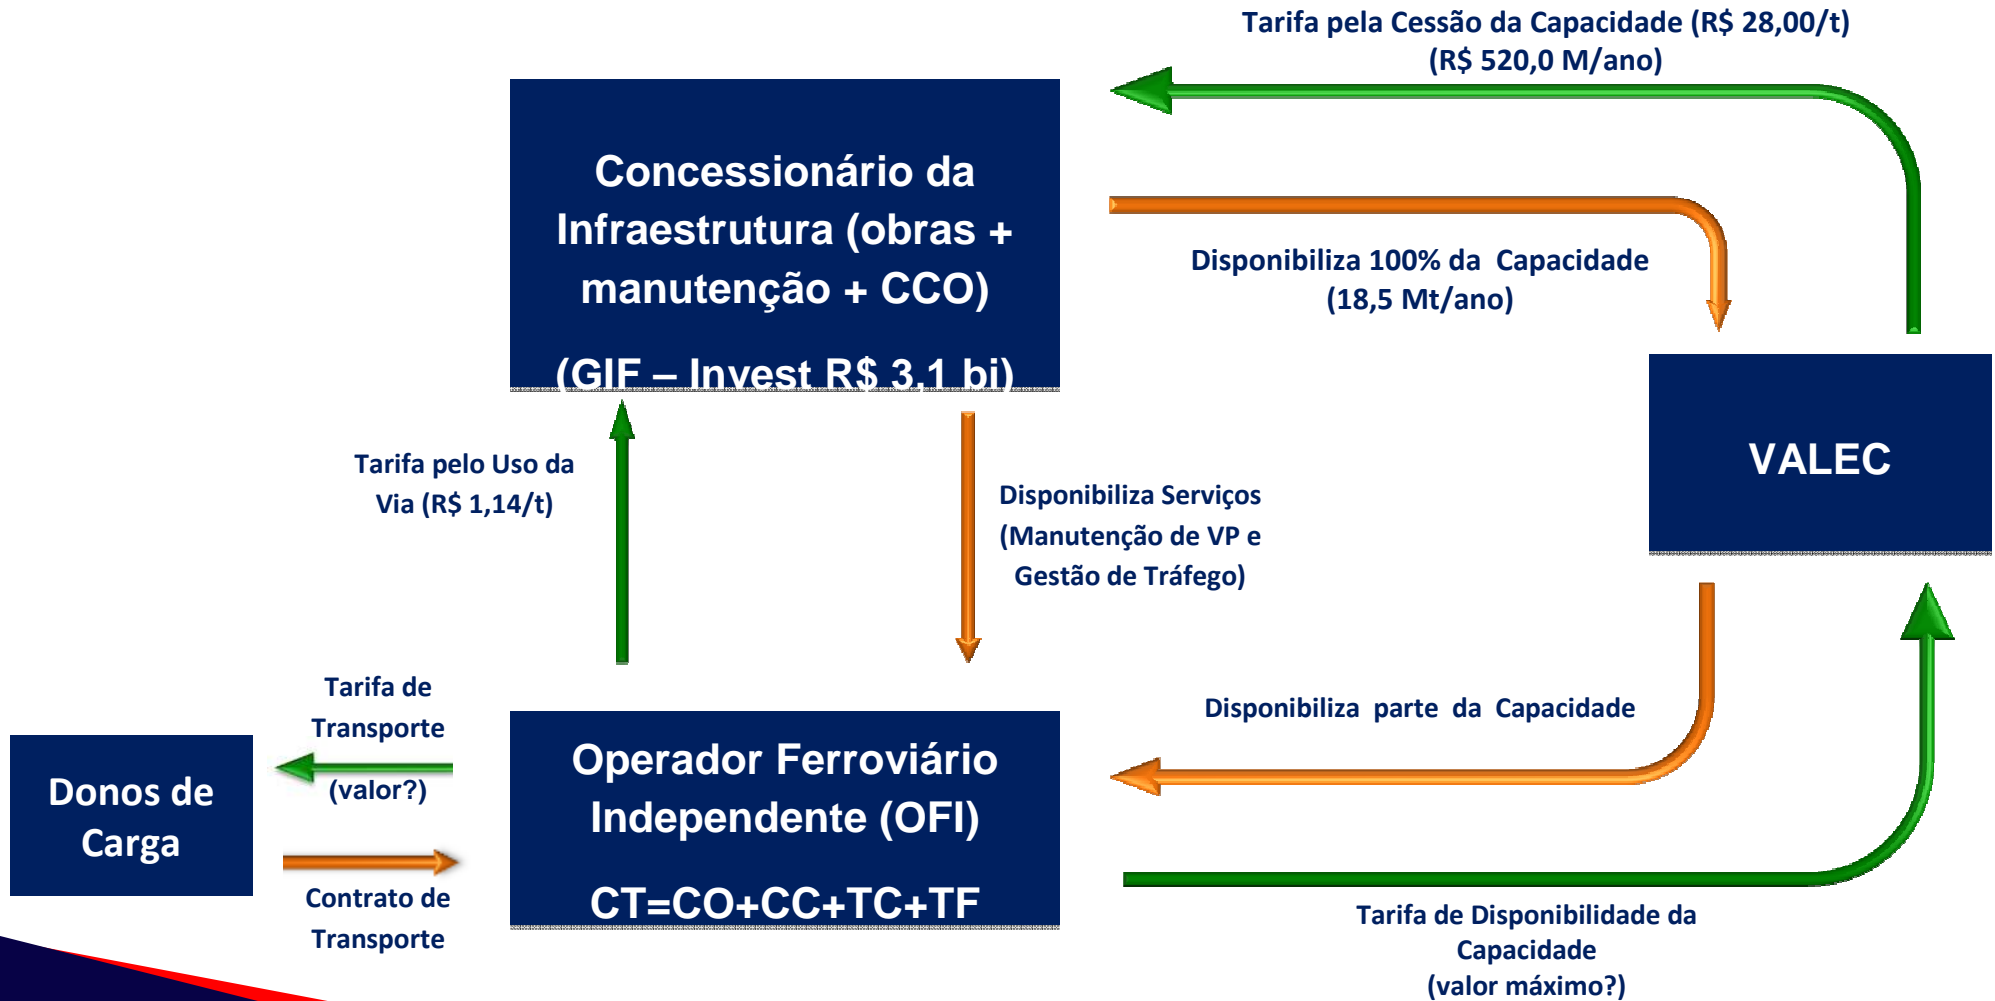 Tarifa pela Cessão da Capacidade (R$ 28,00/t)
(R$ 520,0 M/ano)
Concessionário da
Infraestrutura (obras +
manutenção + CCO)
(GIF – Invest R$ 3,1 bi)
Disponibiliza 100% da Capacidade
(18,5 Mt/ano)
VALEC
Tarifa pelo Uso da
Via (R$ 1,14/t)
Disponibiliza Serviços
(Manutenção de VP e
Gestão de Tráfego)
Tarifa de
Transporte
(valor?)
Disponibiliza parte da Capacidade
Donos de
Carga
Operador Ferroviário
Independente (OFI)
CT=CO+CC+TC+TF
Contrato de
Transporte
Tarifa de Disponibilidade da
Capacidade
(valor máximo?)